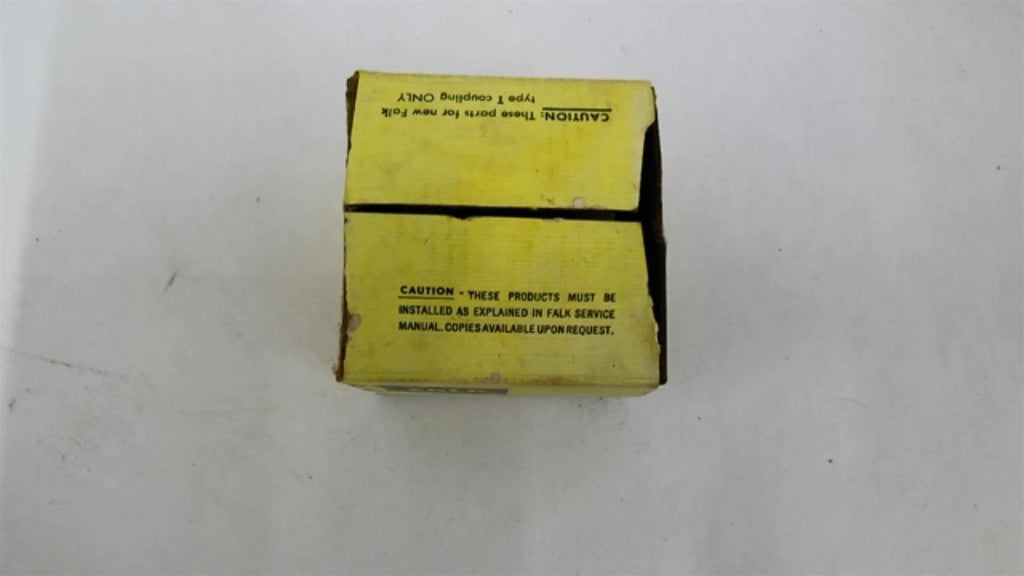 CAUTION: These parts for new Falk
type T coupling ONLY
CAUTION - THESE PRODUCTS MUST BE
INSTALLED AS EXPLAINED IN FALK SERVICE
MANUAL. COPIES AVAILABLE UPON REQUEST.